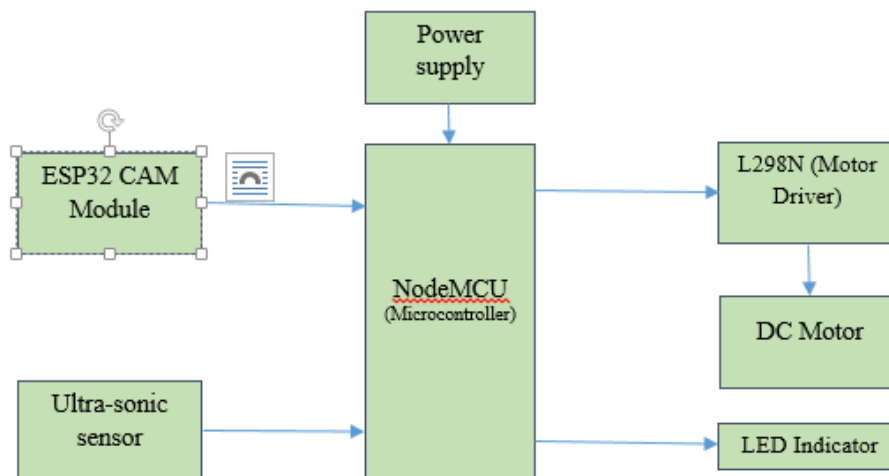 Power
supply
ESP32 CAM
Module
L298N (Motor
Driver)
NodeMCU
(Microcontroller)
DC Motor
Ultra-sonic
sensor
LED Indicator